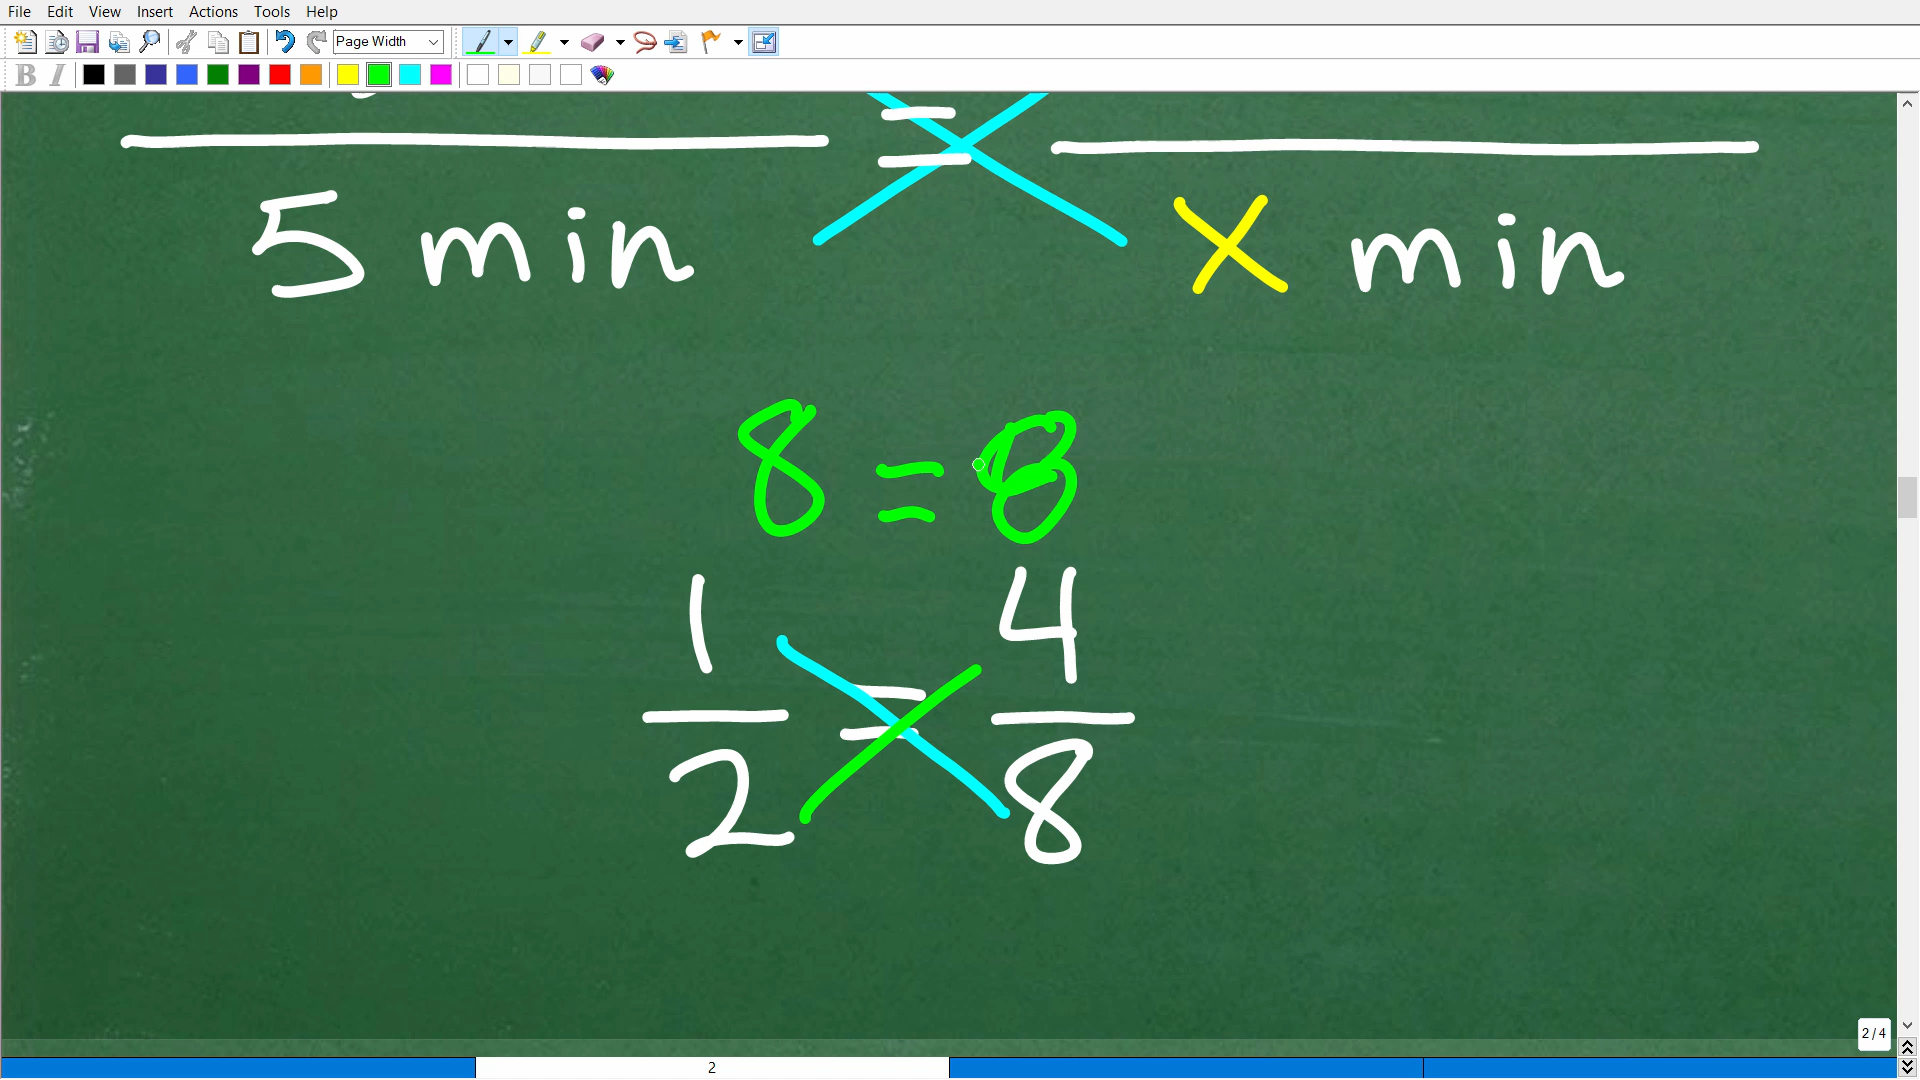 File Edit View Insert Actions Tools Help
Page Width
B I
=
5 min x min
8 = 8
1 = 4
2 8
2 / 4
2